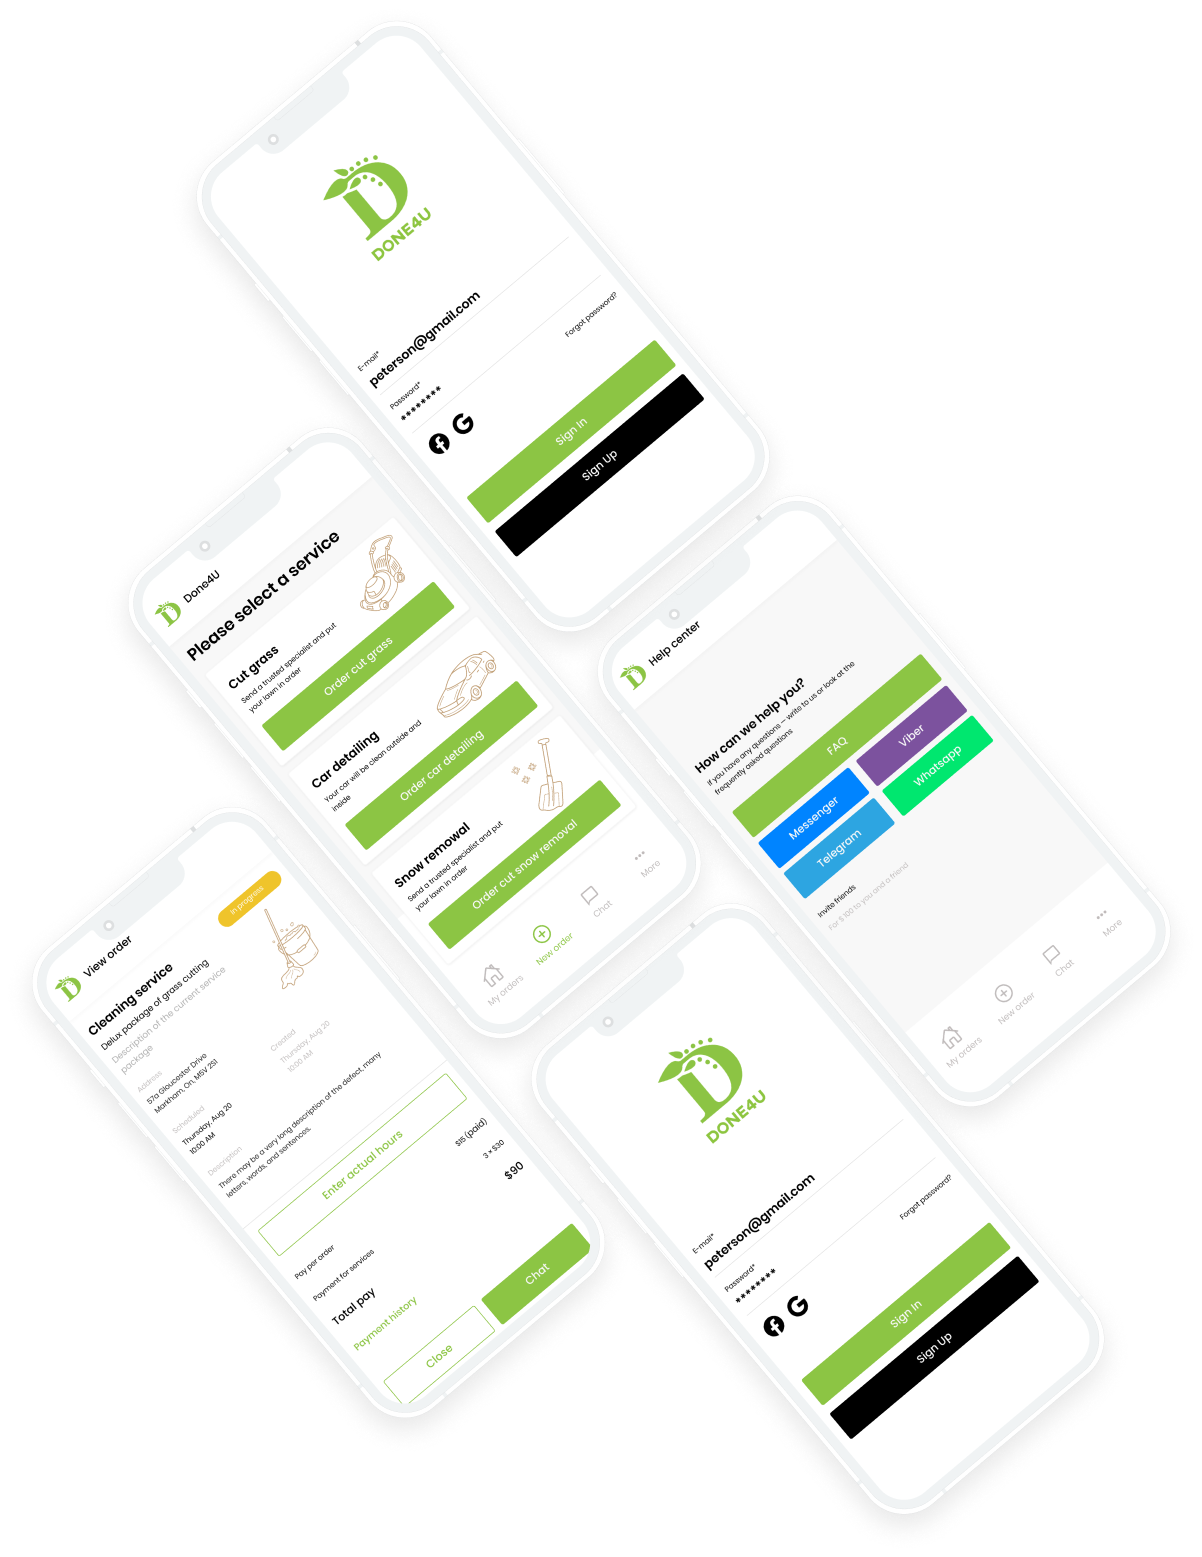 DONE4U
E-mail*
peterson@gmail.com
Password*
********
Forgot password?
Sign In
Sign Up
Done4U
Please select a service
Cut grass
Send a trusted specialist and put
your lawn in order
Order cut grass
Car detailing
Your car will be clean outside and
inside
Order car detailing
Snow removal
Send a trusted specialist and put
your lawn in order
Order cut snow removal
My orders
New order
Chat
More
Help center
How can we help you?
If you have any questions — write to us or look at the
frequently asked questions
FAQ
Messenger
Viber
Telegram
Whatsapp
Invite friends
For $ 100 to you and a friend
My orders
New order
Chat
More
View order
In progress
Cleaning service
Delux package of grass cutting
Description of the current service
package
Address
57a Gloucester Drive
Markham, On, M5V 2S1
Created
Thursday, Aug 20
10:00 AM
Scheduled
Thursday, Aug 20
10:00 AM
Description
There may be a very long description of the defect, many
letters, words, and sentences.
Enter actual hours
Pay per order
$15 (paid)
Payment for services
3 × $30
Total pay
$90
Payment history
Close
Chat
DONE4U
E-mail*
peterson@gmail.com
Password*
********
Forgot password?
Sign In
Sign Up